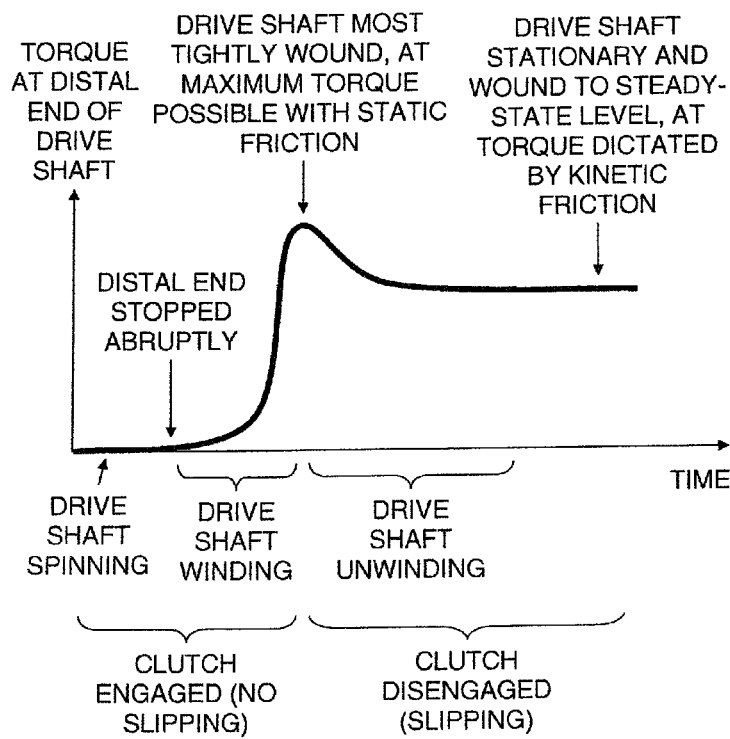 TORQUE
AT DISTAL
END OF
DRIVE
SHAFT
DRIVE SHAFT MOST
TIGHTLY WOUND, AT
MAXIMUM TORQUE
POSSIBLE WITH STATIC
FRICTION
DRIVE SHAFT
STATIONARY AND
WOUND TO STEADY-
STATE LEVEL, AT
TORQUE DICTATED
BY KINETIC
FRICTION
DISTAL END
STOPPED
ABRUPTLY
TIME
DRIVE
SHAFT
SPINNING
DRIVE
SHAFT
WINDING
DRIVE
SHAFT
UNWINDING
CLUTCH
ENGAGED (NO
SLIPPING)
CLUTCH
DISENGAGED
(SLIPPING)